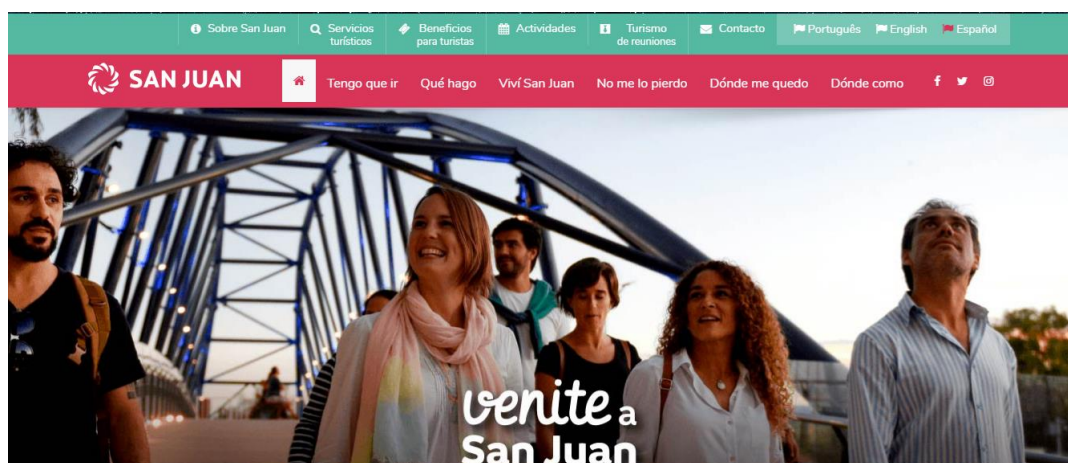 Sobre San Juan
Servicios
turísticos
Beneficios
para turistas
Actividades
Turismo
de reuniones
Contacto
Português
English
Español
SAN JUAN
Tengo que ir
Qué hago
Viví San Juan
No me lo pierdo
Dónde me quedo
Dónde como
venite a
San Juan